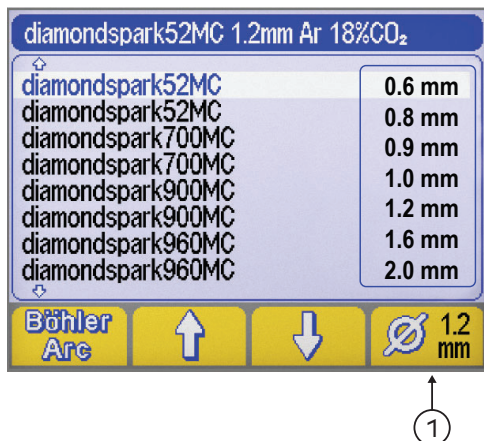 diamondspark52MC 1.2mm Ar 18%CO₂
diamondspark52MC 0.6 mm
diamondspark52MC 0.8 mm
diamondspark700MC 0.9 mm
diamondspark700MC 1.0 mm
diamondspark900MC 1.2 mm
diamondspark900MC 1.6 mm
diamondspark960MC 2.0 mm
diamondspark960MC
Böhler
Arc
Ø 1.2
mm
1